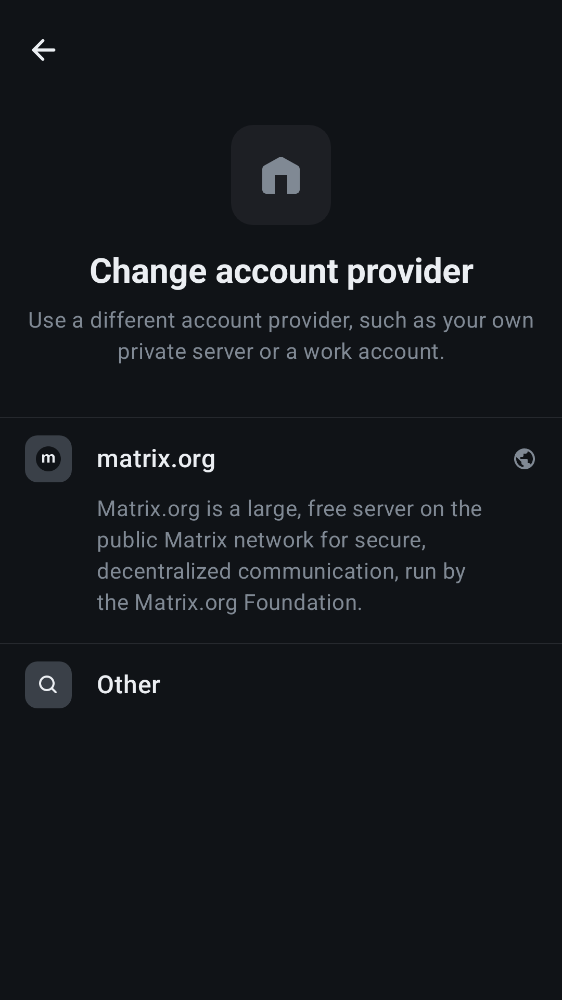 Change account provider
Use a different account provider, such as your own
private server or a work account.
m
matrix.org
Matrix.org is a large, free server on the
public Matrix network for secure,
decentralized communication, run by
the Matrix.org Foundation.
Other